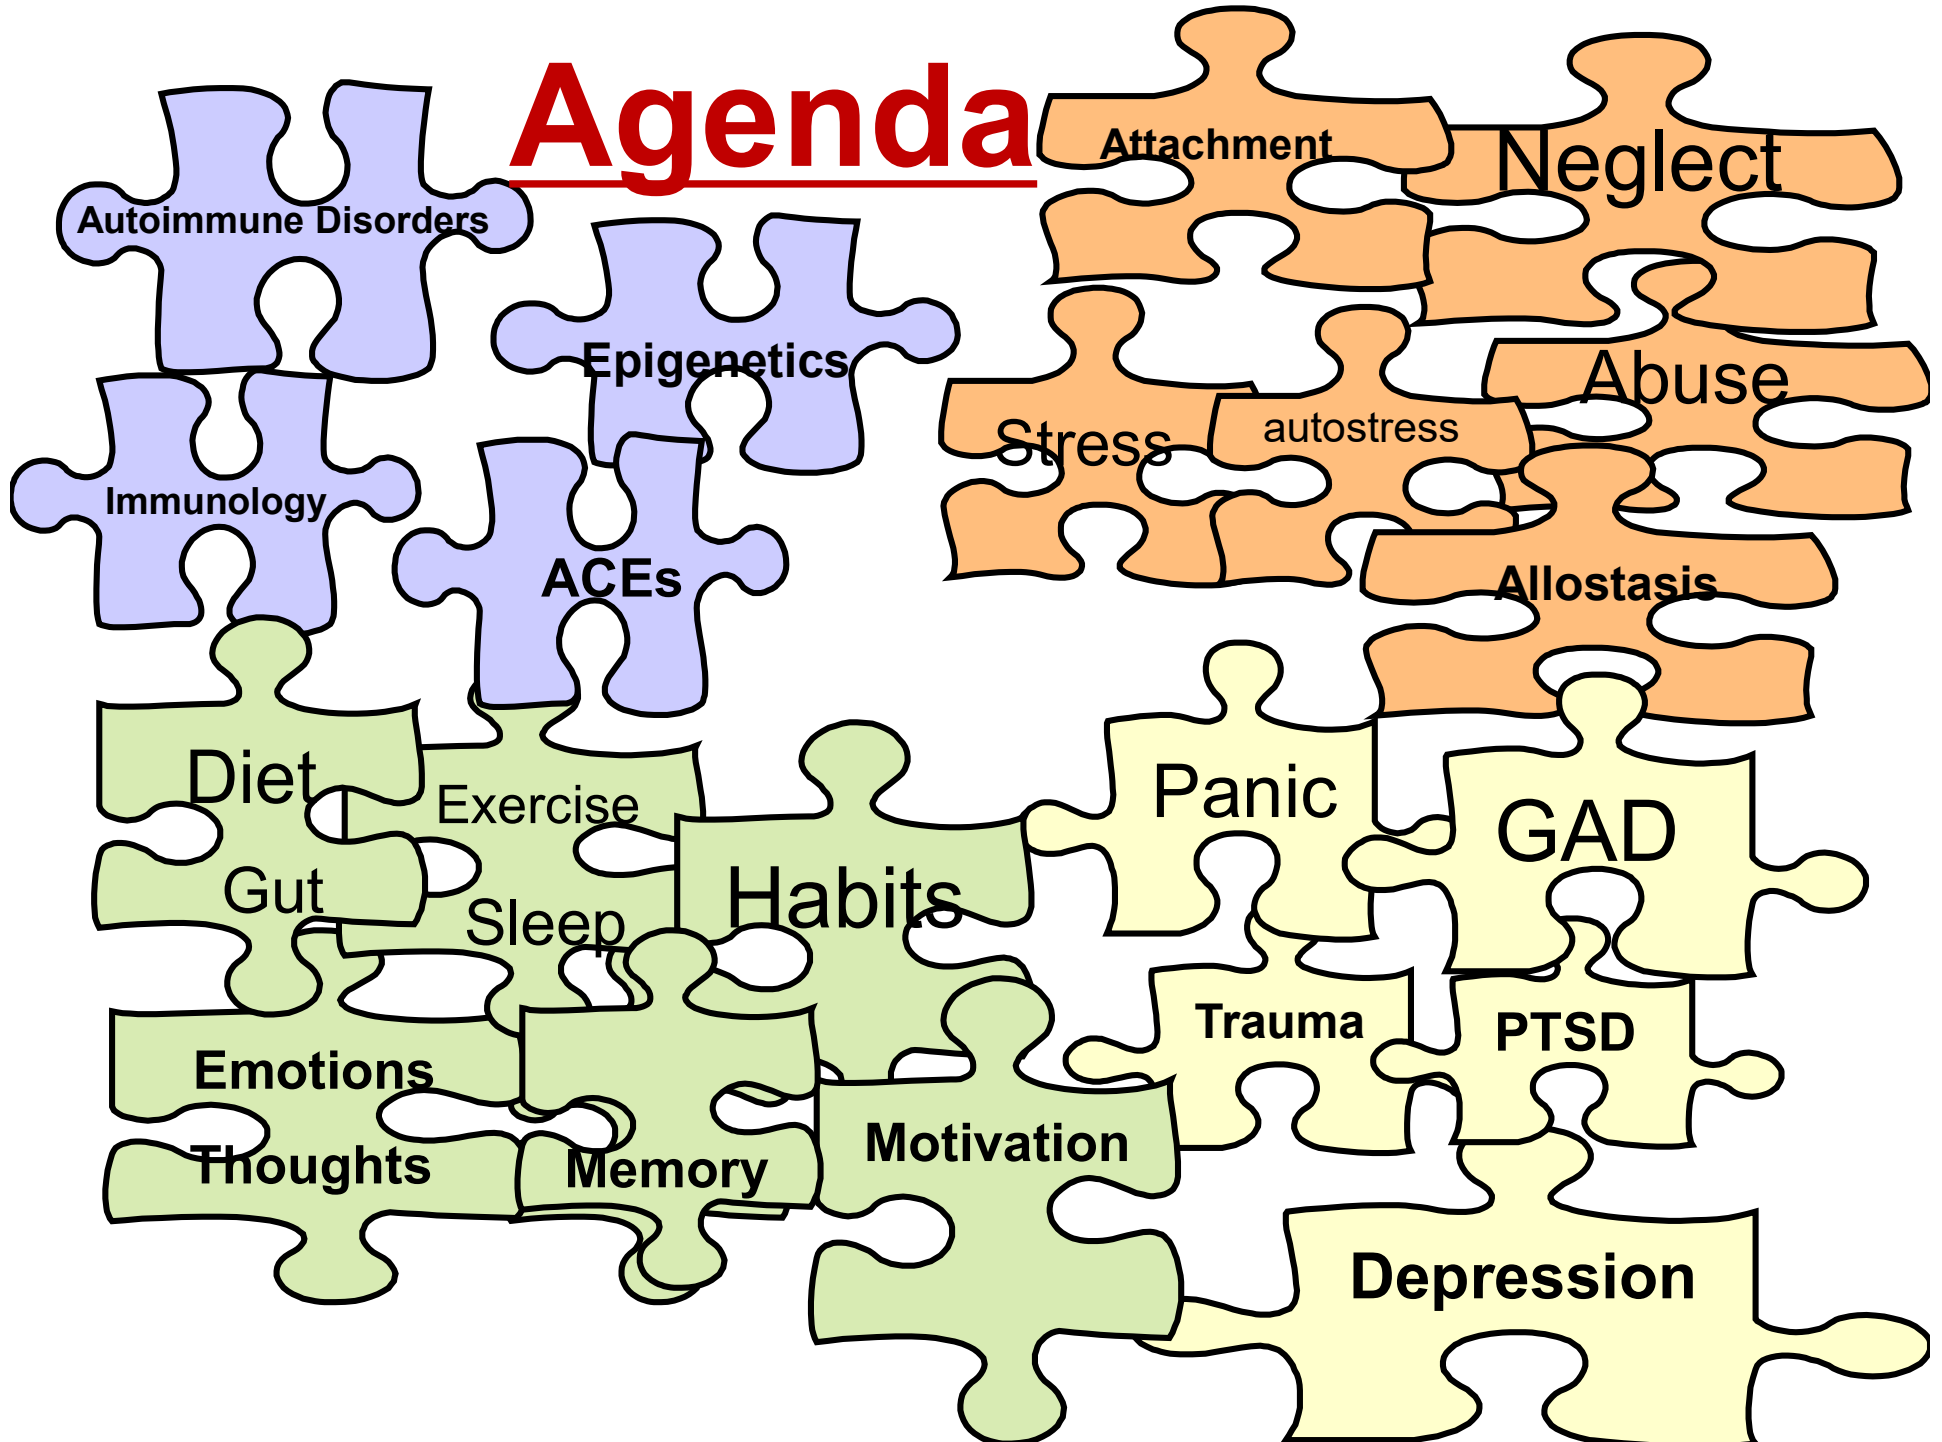 Agenda
Autoimmune Disorders
Epigenetics
Immunology
ACEs
Attachment
Neglect
Stress
autostress
Abuse
Allostasis
Diet
Gut
Exercise
Sleep
Habits
Emotions
Thoughts
Memory
Motivation
Panic
GAD
Trauma
PTSD
Depression